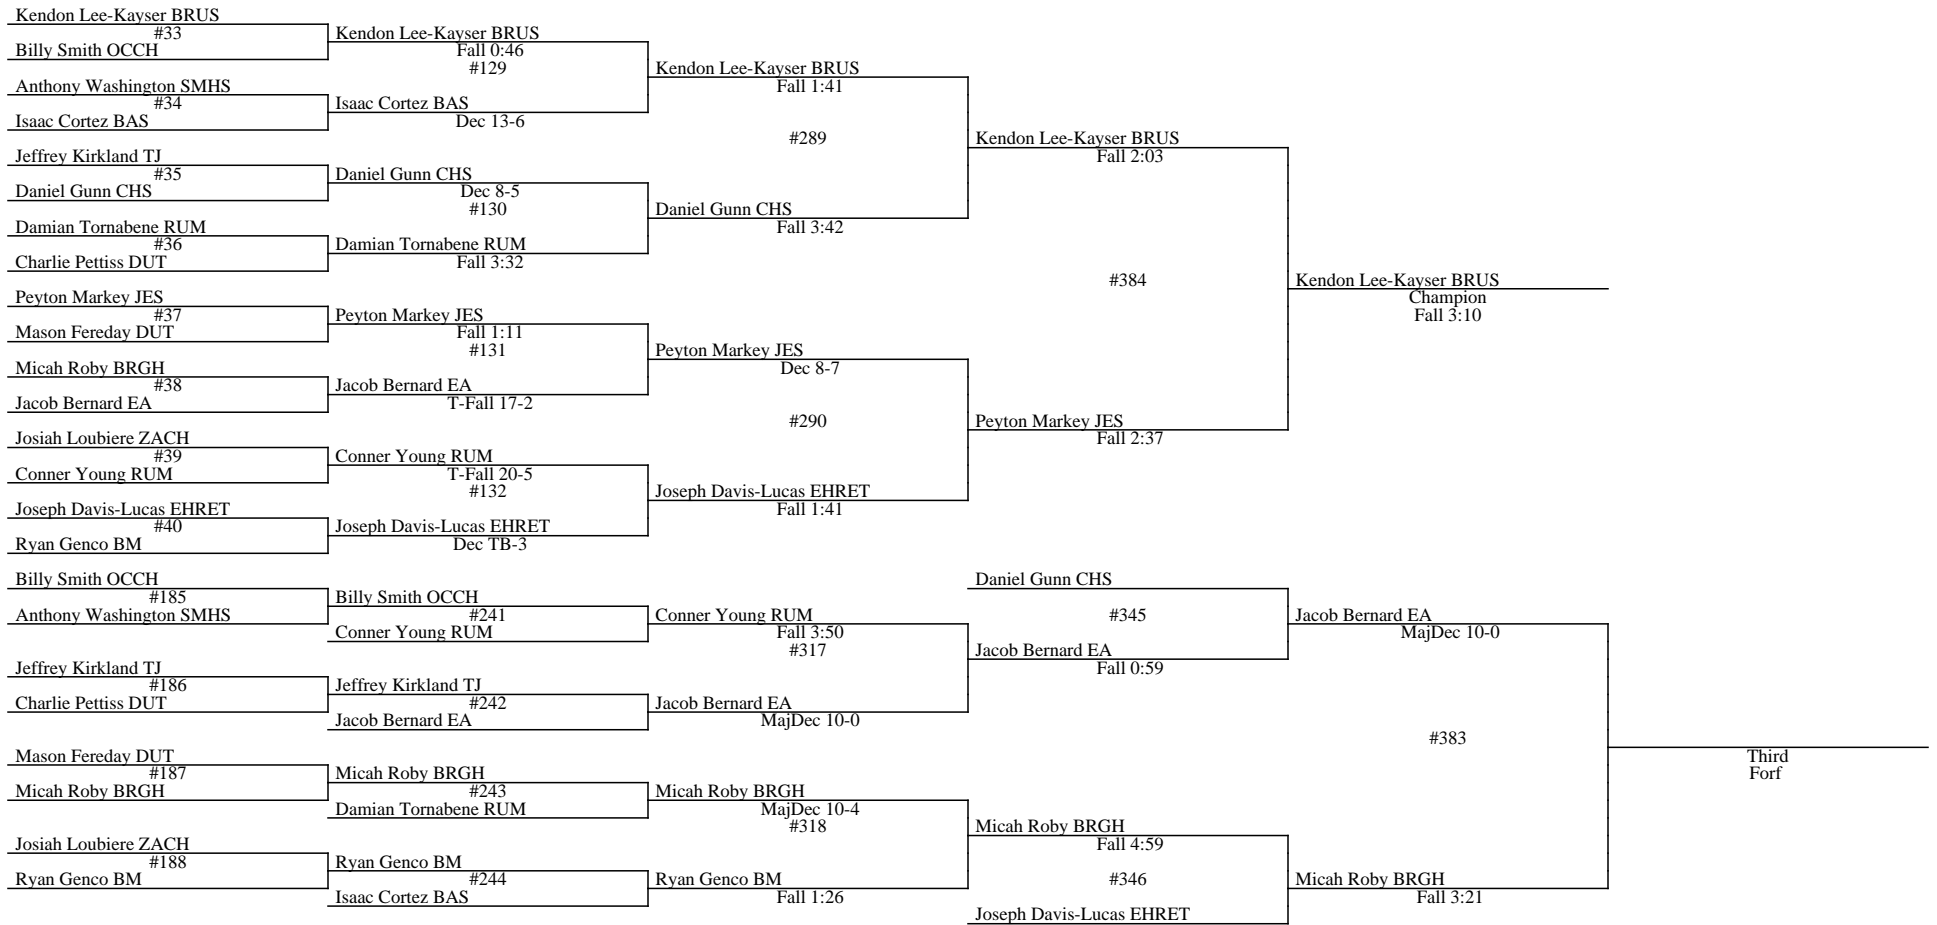 Kendon Lee-Kayser BRUS
#33
Billy Smith OCCH
Anthony Washington SMHS
#34
Isaac Cortez BAS
Jeffrey Kirkland TJ
#35
Daniel Gunn CHS
Damian Tornabene RUM
#36
Charlie Pettiss DUT
Peyton Markey JES
#37
Mason Fereday DUT
Micah Roby BRGH
#38
Jacob Bernard EA
Josiah Loubiere ZACH
#39
Conner Young RUM
Joseph Davis-Lucas EHRET
#40
Ryan Genco BM
Kendon Lee-Kayser BRUS
Fall 0:46
#129
Isaac Cortez BAS
Dec 13-6
Daniel Gunn CHS
Dec 8-5
#130
Damian Tornabene RUM
Fall 3:32
Peyton Markey JES
Fall 1:11
#131
Jacob Bernard EA
T-Fall 17-2
Conner Young RUM
T-Fall 20-5
#132
Joseph Davis-Lucas EHRET
Dec TB-3
Kendon Lee-Kayser BRUS
Fall 1:41
#289
Daniel Gunn CHS
Fall 3:42
Peyton Markey JES
Dec 8-7
#290
Joseph Davis-Lucas EHRET
Fall 1:41
Kendon Lee-Kayser BRUS
Fall 2:03
#384
Peyton Markey JES
Fall 2:37
Kendon Lee-Kayser BRUS
Champion
Fall 3:10
Billy Smith OCCH
#185
Anthony Washington SMHS
Jeffrey Kirkland TJ
#186
Charlie Pettiss DUT
Mason Fereday DUT
#187
Micah Roby BRGH
Josiah Loubiere ZACH
#188
Ryan Genco BM
Billy Smith OCCH
#241
Conner Young RUM
Jeffrey Kirkland TJ
#242
Jacob Bernard EA
Micah Roby BRGH
#243
Damian Tornabene RUM
Ryan Genco BM
#244
Isaac Cortez BAS
Conner Young RUM
Fall 3:50
#317
Jacob Bernard EA
MajDec 10-0
Micah Roby BRGH
MajDec 10-4
#318
Ryan Genco BM
Fall 1:26
Daniel Gunn CHS
#345
Jacob Bernard EA
Fall 0:59
Micah Roby BRGH
Fall 4:59
#346
Joseph Davis-Lucas EHRET
Jacob Bernard EA
MajDec 10-0
#383
Micah Roby BRGH
Fall 3:21
Third
Forf